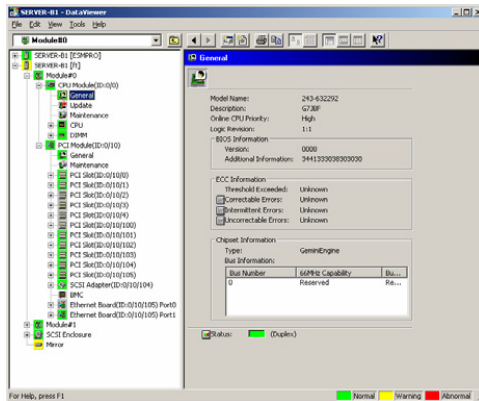 SERVER-B1 - DataViewer
File Edit View Tools Help
Module#0
SERVER-B1 [ESMPRO]
SERVER-B1 [ft]
Module#0
CPU Module(ID:0/0)
General
Update
Maintenance
CPU
DIMM
PCI Module(ID:0/10)
General
Maintenance
PCI Slot(ID:0/10/0)
PCI Slot(ID:0/10/1)
PCI Slot(ID:0/10/2)
PCI Slot(ID:0/10/3)
PCI Slot(ID:0/10/4)
PCI Slot(ID:0/10/100)
PCI Slot(ID:0/10/101)
PCI Slot(ID:0/10/102)
PCI Slot(ID:0/10/103)
PCI Slot(ID:0/10/104)
PCI Slot(ID:0/10/105)
SCSI Adapter(ID:0/10/104)
BMC
Ethernet Board(ID:0/10/105) Port0
Ethernet Board(ID:0/10/105) Port1
Module#1
SCSI Enclosure
Mirror
General
Model Name: 243-632292
Description: G7JBF
Online CPU Priority: High
Logic Revision: 1:1
BIOS Information
Version: 0000
Additional Information: 3441333038303030
ECC Information
Threshold Exceeded: Unknown
Correctable Errors: Unknown
Intermittent Errors: Unknown
Uncorrectable Errors: Unknown
Chipset Information
Type: GeminiEngine
Bus Information:
Bus Number 66MHz Capability Bu...
0 Reserved Re...
Status: (Duplex)
For Help, press F1
Normal Warning Abnormal